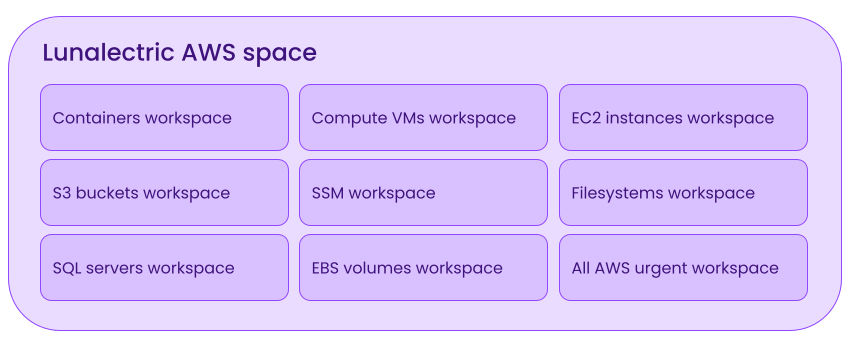 Lunalectric AWS space
Containers workspace
Compute VMs workspace
EC2 instances workspace
S3 buckets workspace
SSM workspace
Filesystems workspace
SQL servers workspace
EBS volumes workspace
All AWS urgent workspace